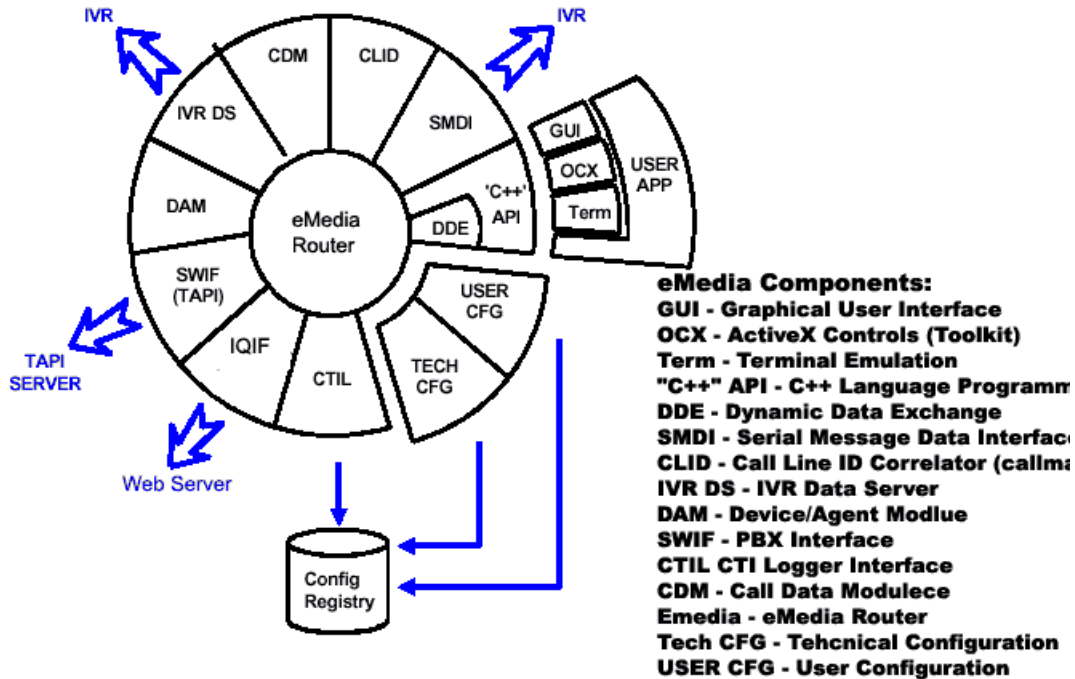 IVR
IVR
CDM
CLID
IVR DS
SMDI
GUI
USER
APP
OCX
DAM
'C++'
API
Term
eMedia
Router
DDE
SWIF
(TAPI)
USER
CFG
IQIF
TECH
CFG
CTIL
TAPI
SERVER
Web Server
Config
Registry
eMedia Components:
GUI - Graphical User Interface
OCX - ActiveX Controls (Toolkit)
Term - Terminal Emulation
"C++" API - C++ Language Programm
DDE - Dynamic Data Exchange
SMDI - Serial Message Data Interface
CLID - Call Line ID Correlator (callma
IVR DS - IVR Data Server
DAM - Device/Agent Modlue
SWIF - PBX Interface
CTIL CTI Logger Interface
CDM - Call Data Modulece
Emedia - eMedia Router
Tech CFG - Tehcnical Configuration
USER CFG - User Configuration